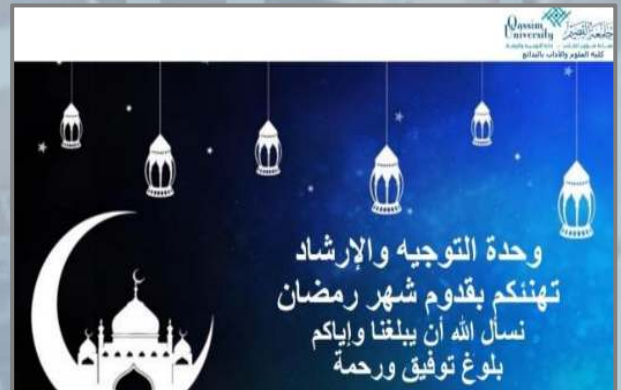 Qassim
University
جامعة القصيم
كلية العلوم والآداب بالبدائع
وحدة التوجيه والإرشاد
تهنئكم بقدوم شهر رمضان
نسأل الله أن يبلغنا وإياكم
بلوغ توفيق ورحمة